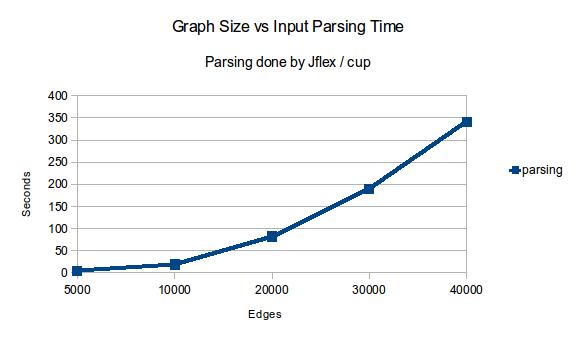 Graph Size vs Input Parsing Time
Parsing done by Jflex / cup
400
350
300
250
200
150
100
50
0
Seconds
5000 10000 20000 30000 40000
Edges
parsing